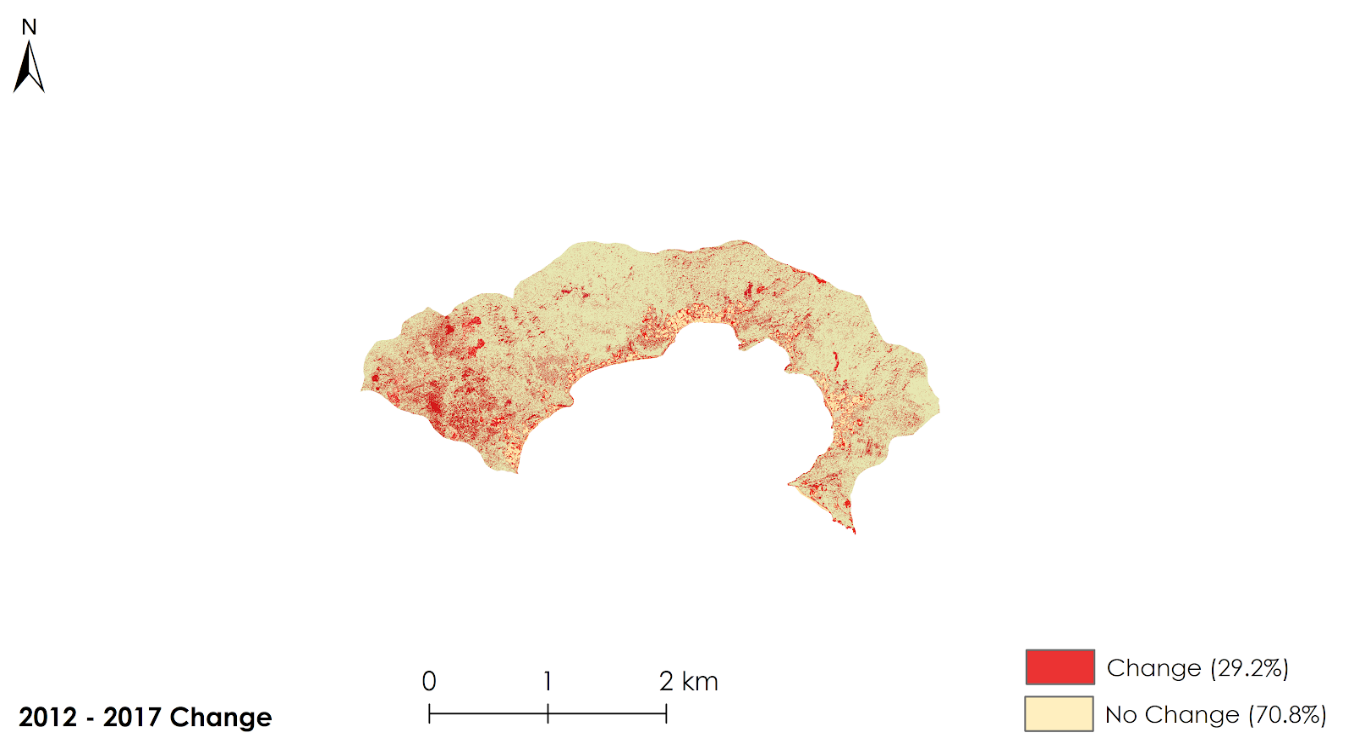 N
0 1 2 km
Change (29.2%)
No Change (70.8%)
2012 - 2017 Change